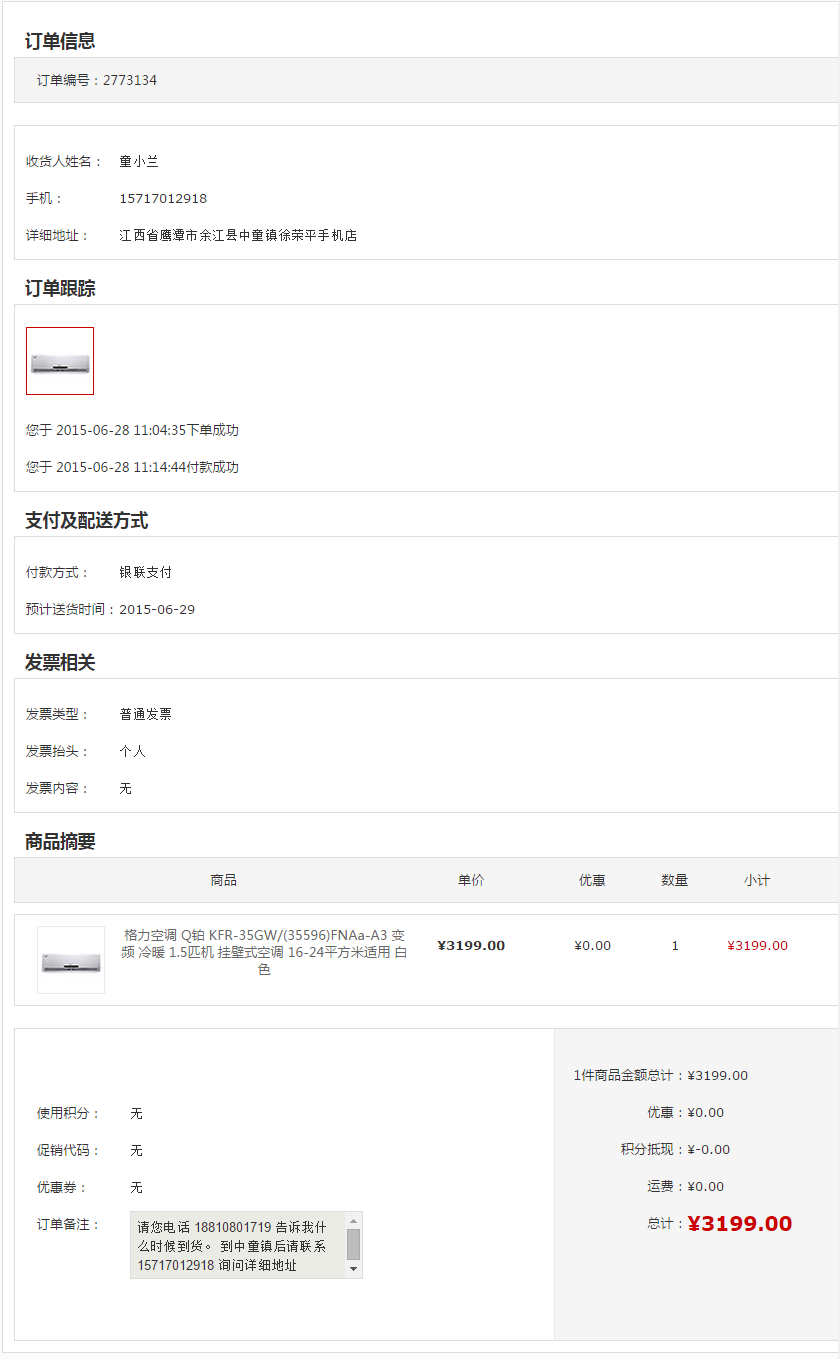 订单信息
订单编号：2773134
收货人姓名： 童小兰
手机： 15717012918
详细地址： 江西省鹰潭市余江县中童镇徐荣平手机店
订单跟踪
您于 2015-06-28 11:04:35下单成功
您于 2015-06-28 11:14:44付款成功
支付及配送方式
付款方式： 银联支付
预计送货时间：2015-06-29
发票相关
发票类型： 普通发票
发票抬头： 个人
发票内容： 无
商品摘要
商品 单价 优惠 数量 小计
格力空调 Q铂 KFR-35GW/(35596)FNAa-A3 变
频 冷暖 1.5匹机 挂壁式空调 16-24平方米适用 白
色
¥3199.00 ¥0.00 1 ¥3199.00
使用积分： 无
促销代码： 无
优惠券： 无
订单备注： 请您电话 18810801719 告诉我什
么时候到货。 到中童镇后请联系
15717012918 询问详细地址
1件商品金额总计：¥3199.00
优惠：¥0.00
积分抵现：¥-0.00
运费：¥0.00
总计：¥3199.00